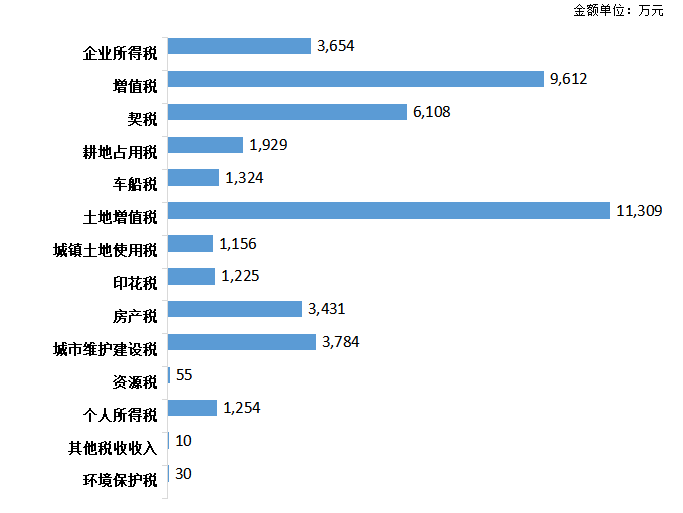 金额单位：万元
企业所得税 3,654
增值税 9,612
契税 6,108
耕地占用税 1,929
车船税 1,324
土地增值税 11,309
城镇土地使用税 1,156
印花税 1,225
房产税 3,431
城市维护建设税 3,784
资源税 55
个人所得税 1,254
其他税收收入 10
环境保护税 30